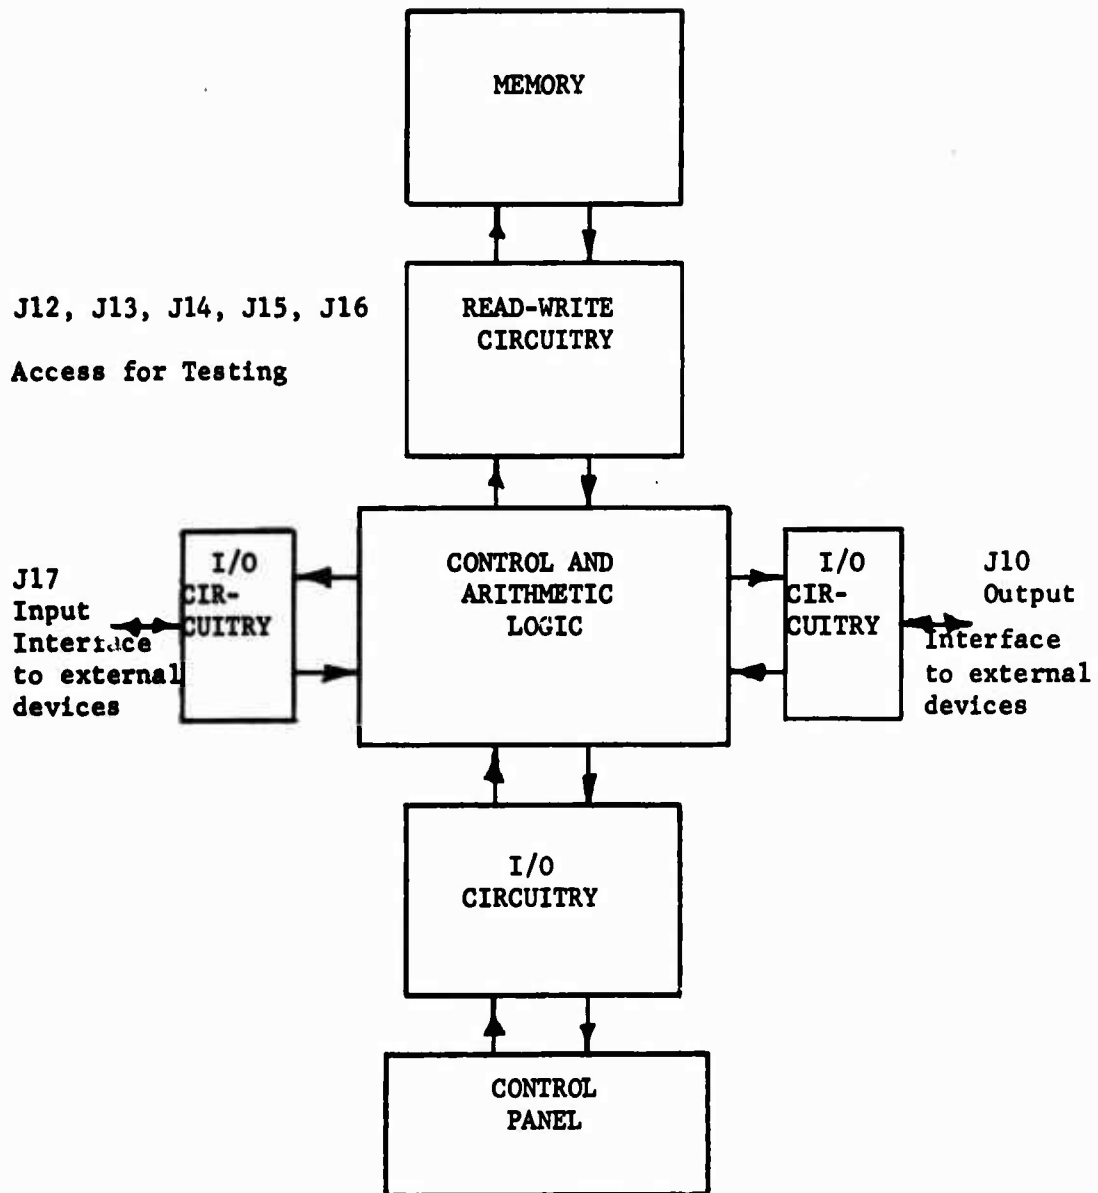 MEMORY
J12, J13, J14, J15, J16
Access for Testing
READ-WRITE
CIRCUITRY
J17
Input
Interface
to external
devices
I/O
CIR-
CUITRY
CONTROL AND
ARITHMETIC
LOGIC
I/O
CIR-
CUITRY
J10
Output
Interface
to external
devices
I/O
CIRCUITRY
CONTROL
PANEL